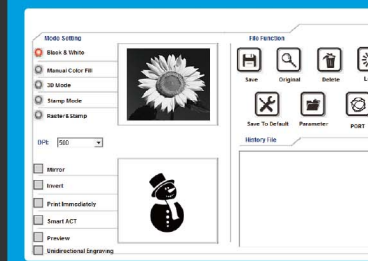 Mode Setting
Black & White
Manual Color Fill
3D Mode
Stamp Mode
Raster&Stamp
DPI: 500
Mirror
Invert
Print Immediately
Smart ACT
Preview
Unidirectional Engraving
File Function
Save Original Delete
Save To Default Parameter PORT
History File